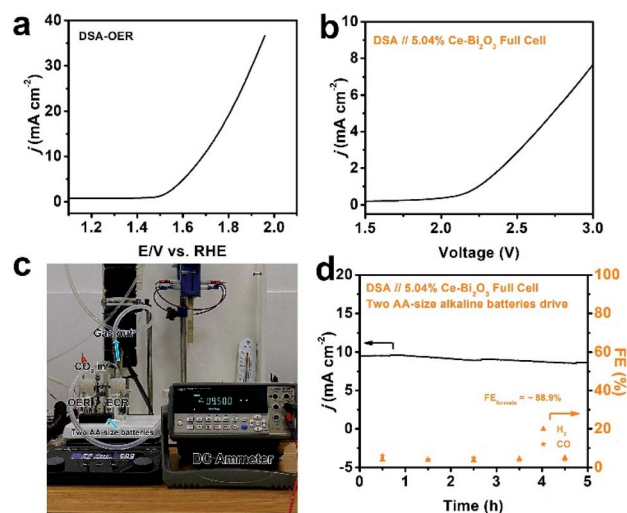 a
DSA-OER
j (mA cm⁻²)
40
30
20
10
0
1.2 1.4 1.6 1.8 2.0
E/V vs. RHE
b
DSA // 5.04% Ce-Bi₂O₃ Full Cell
j (mA cm⁻²)
10
8
6
4
2
0
1.5 2.0 2.5 3.0
Voltage (V)
c
Gas out
CO₂ in
OER ECR
Two AA-size batteries
DC Ammeter
d
DSA // 5.04% Ce-Bi₂O₃ Full Cell
Two AA-size alkaline batteries drive
j (mA cm⁻²)
20
15
10
5
0
-5
FE_formate = ~ 88.9%
H₂
CO
100
80
60
40
20
0
FE (%)
0 1 2 3 4 5
Time (h)